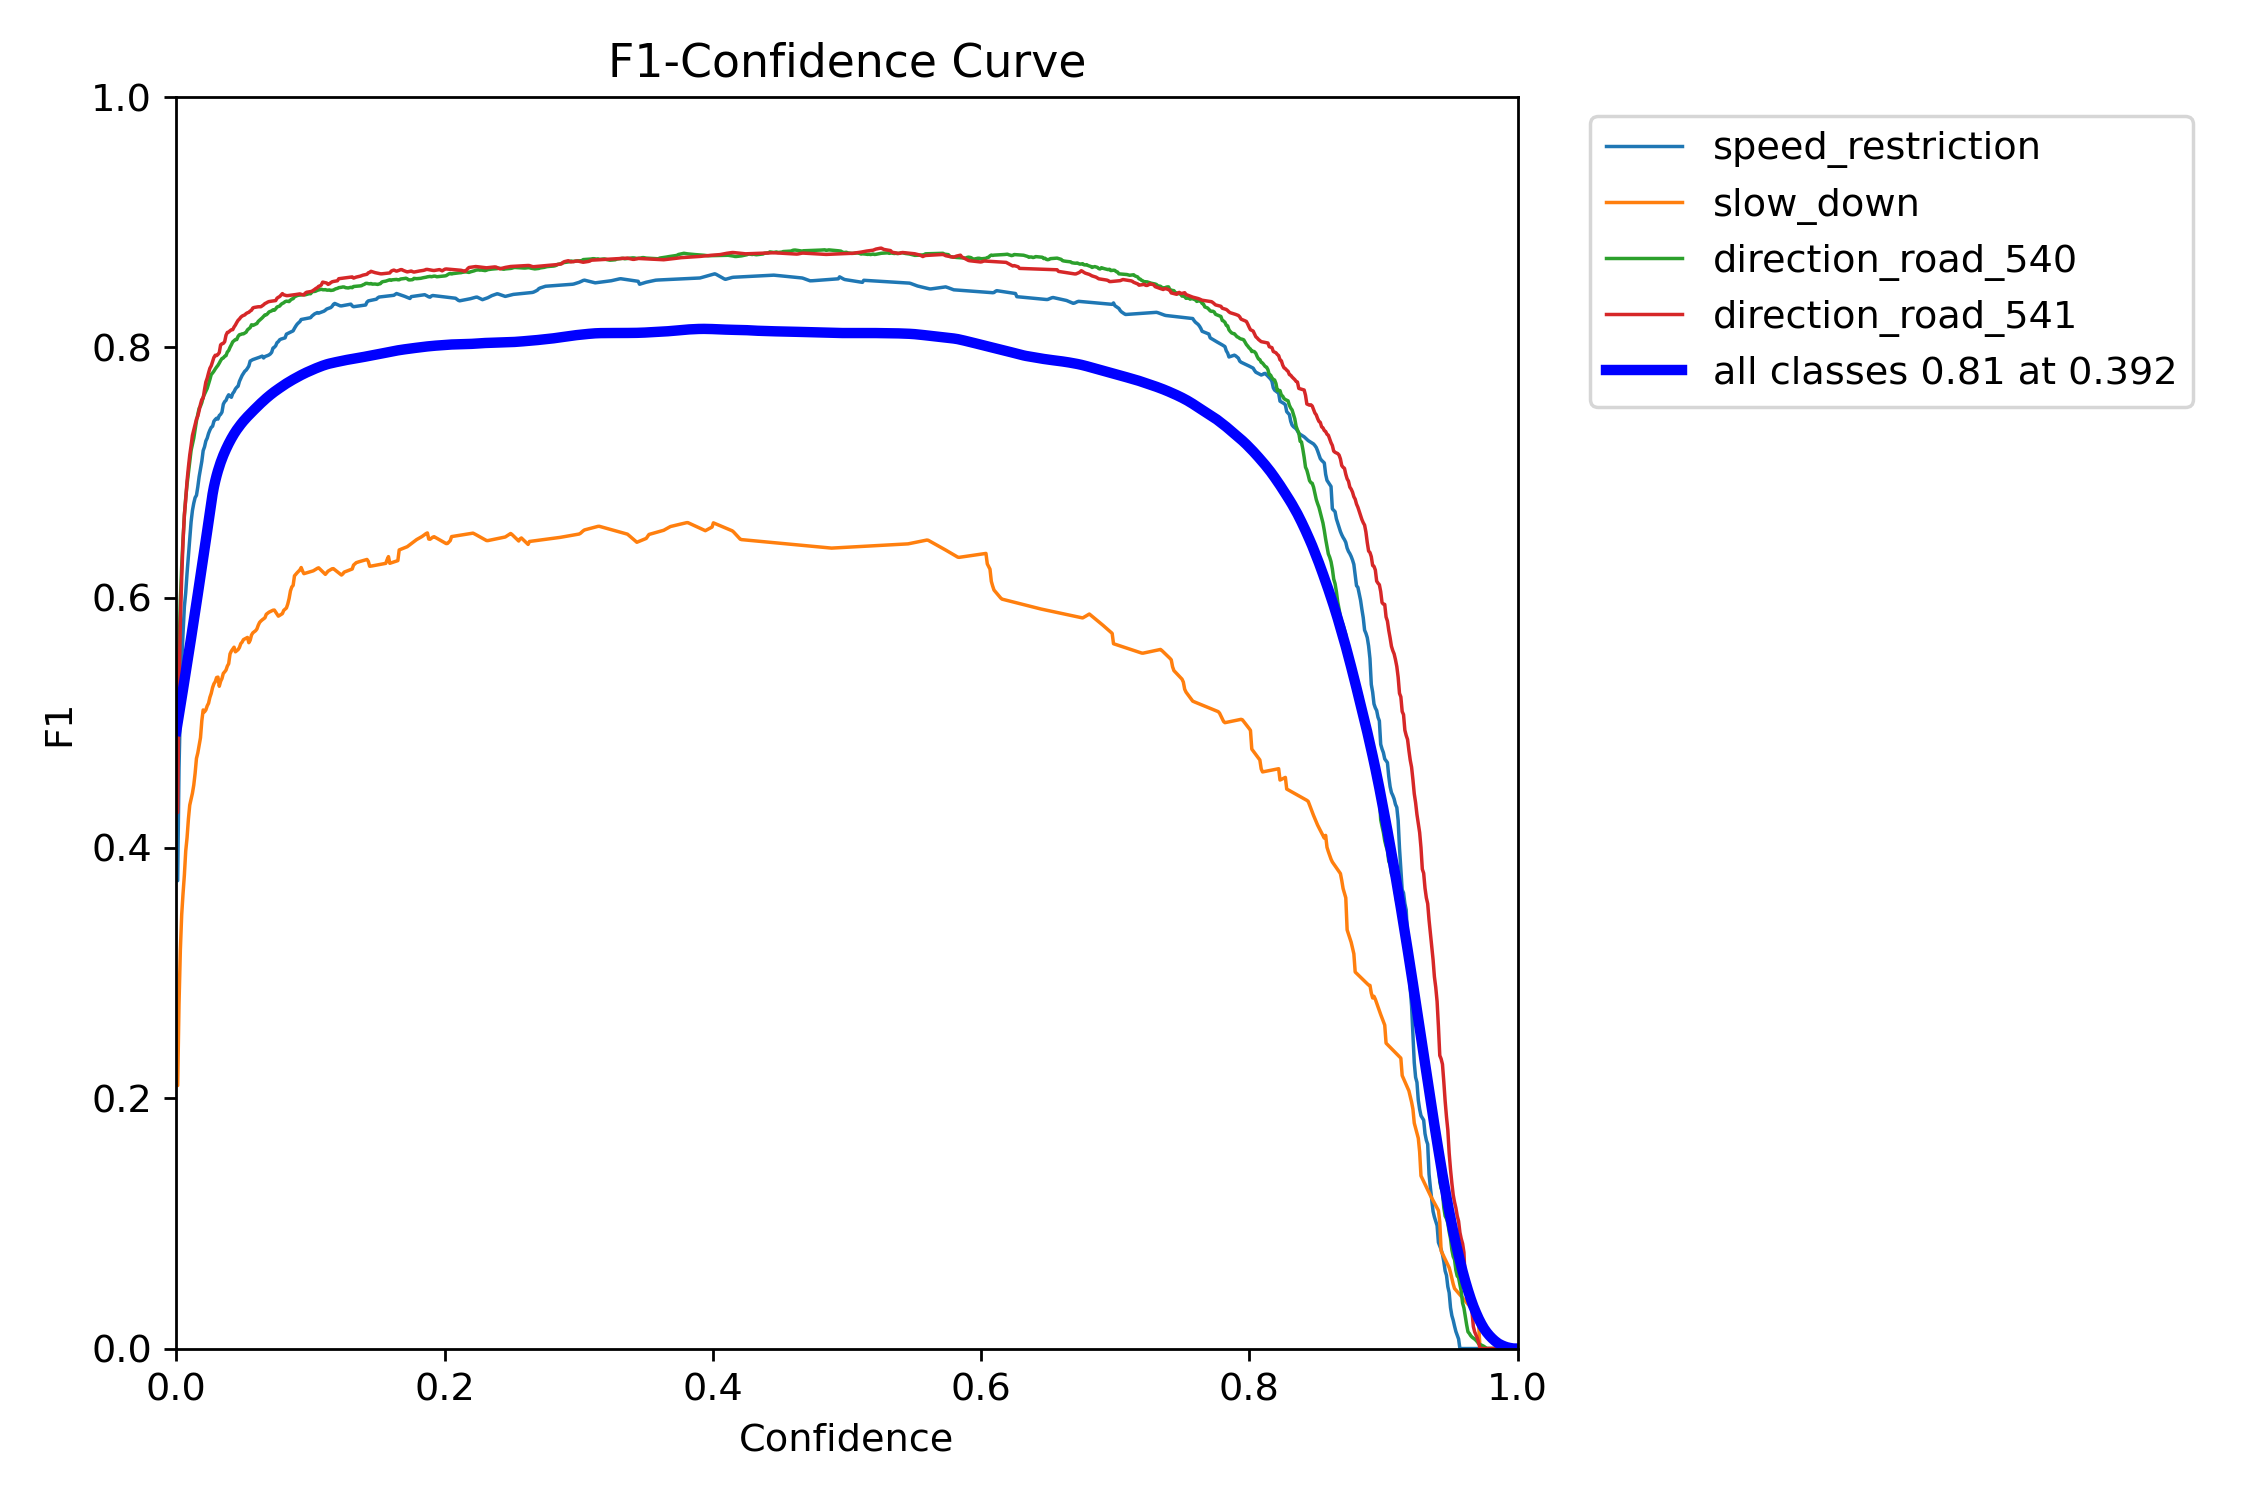 F1-Confidence Curve
1.0
0.8
0.6
0.4
0.2
0.0
F1
0.0 0.2 0.4 0.6 0.8 1.0
Confidence
speed_restriction
slow_down
direction_road_540
direction_road_541
all classes 0.81 at 0.392